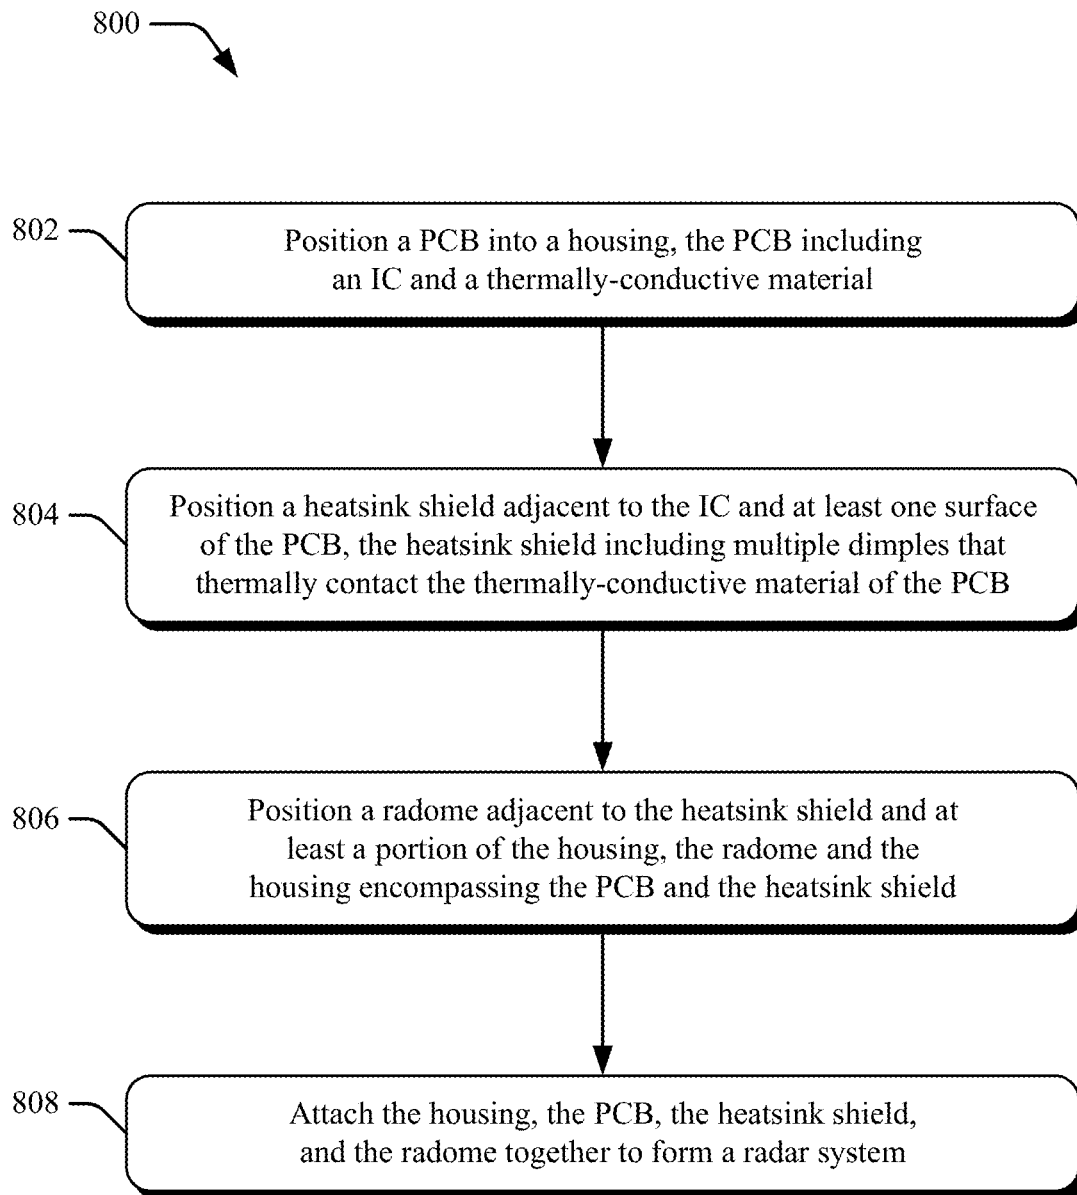 800
802
Position a PCB into a housing, the PCB including
an IC and a thermally-conductive material
804
Position a heatsink shield adjacent to the IC and at least one surface
of the PCB, the heatsink shield including multiple dimples that
thermally contact the thermally-conductive material of the PCB
806
Position a radome adjacent to the heatsink shield and at
least a portion of the housing, the radome and the
housing encompassing the PCB and the heatsink shield
808
Attach the housing, the PCB, the heatsink shield,
and the radome together to form a radar system